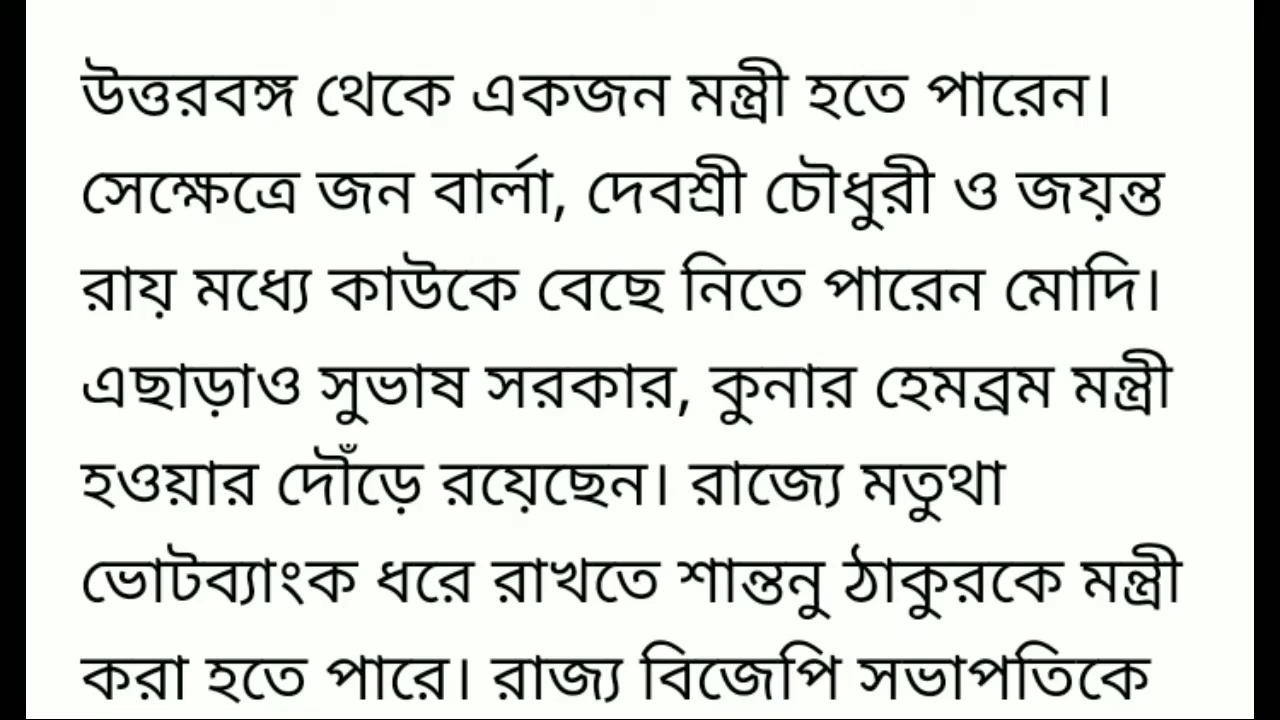 উত্তরবঙ্গ থেকে একজন মন্ত্রী হতে পারেন।
সেক্ষেত্রে জন বার্লা, দেবশ্রী চৌধুরী ও জয়ন্ত
রায় মধ্যে কাউকে বেছে নিতে পারেন মোদি।
এছাড়াও সুভাষ সরকার, কুনার হেমব্রম মন্ত্রী
হওয়ার দৌঁড়ে রয়েছেন। রাজ্যে মতুথা
ভোটব্যাংক ধরে রাখতে শান্তনু ঠাকুরকে মন্ত্রী
করা হতে পারে। রাজ্য বিজেপি সভাপতিকে